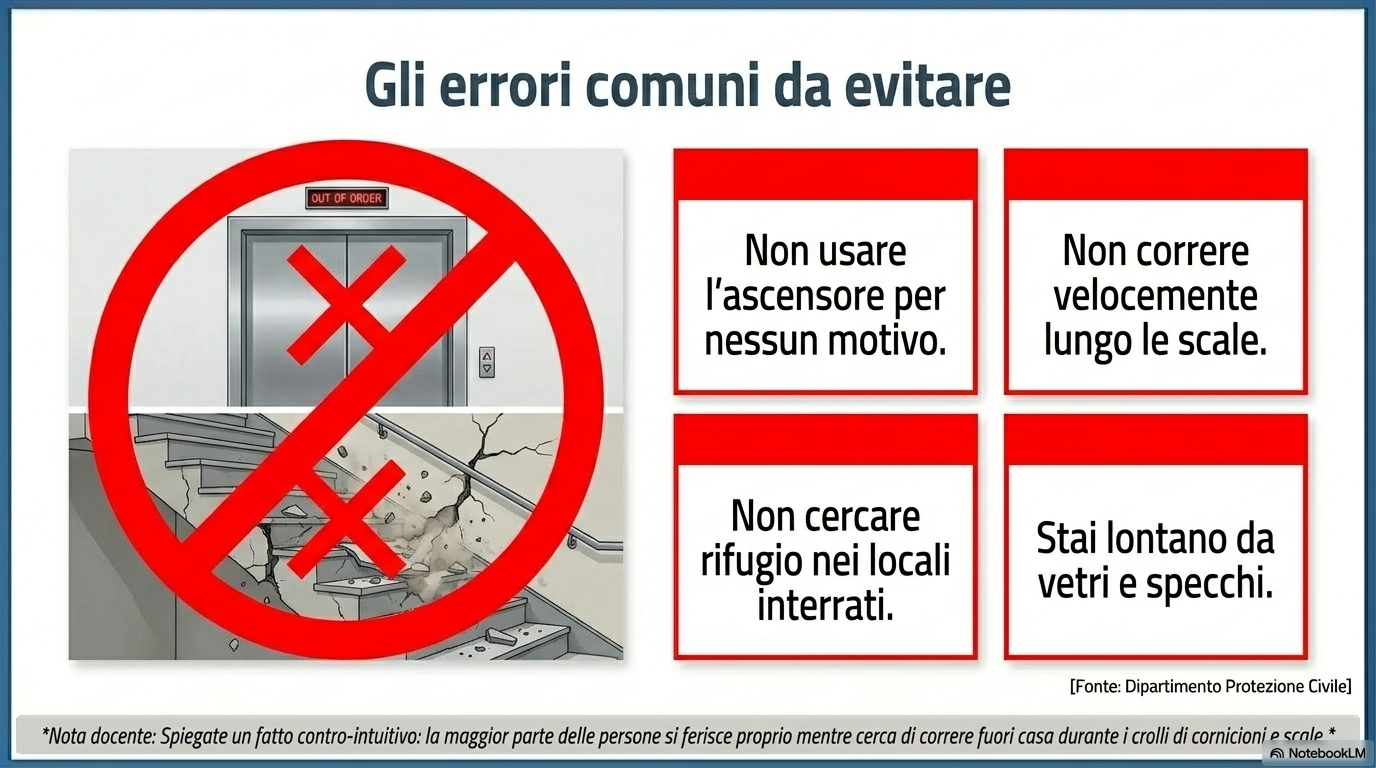 Gli errori comuni da evitare
OUT OF ORDER
Non usare
l'ascensore per
nessun motivo.
Non correre
velocemente
lungo le scale.
Non cercare
rifugio nei locali
interrati.
Stai lontano da
vetri e specchi.
[Fonte: Dipartimento Protezione Civile]
*Nota docente: Spiegate un fatto contro-intuitivo: la maggior parte delle persone si ferisce proprio mentre cerca di correre fuori casa durante i crolli di cornicioni e scale.*
NotebookLM